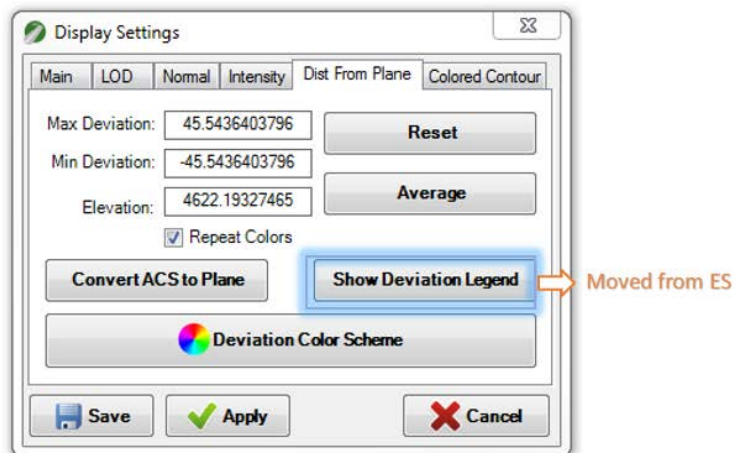 Display Settings
Main LOD Normal Intensity Dist From Plane Colored Contour
Max Deviation: 45.5436403796 Reset
Min Deviation: -45.5436403796
Elevation: 4622.19327465 Average
Repeat Colors
Convert ACS to Plane Show Deviation Legend Moved from ES
Deviation Color Scheme
Save Apply Cancel